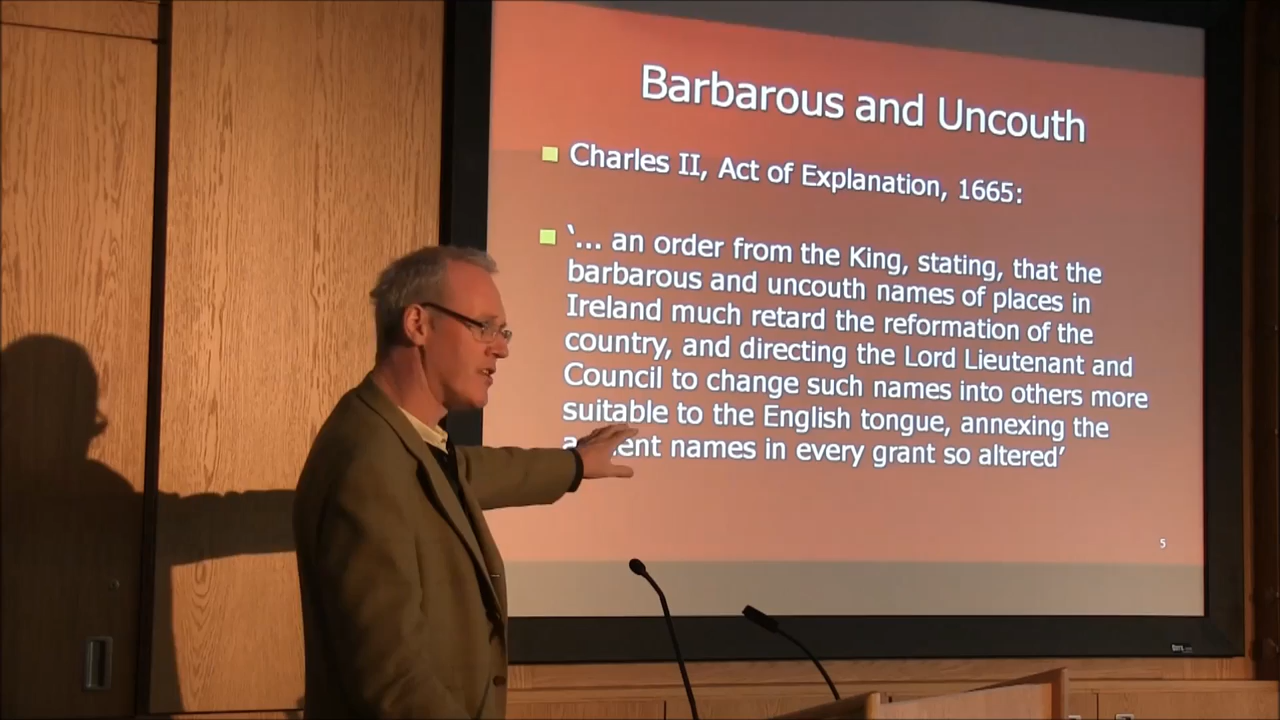 Barbarous and Uncouth
Charles II, Act of Explanation, 1665:
‘... an order from the King, stating, that the
barbarous and uncouth names of places in
Ireland much retard the reformation of the
country, and directing the Lord Lieutenant and
Council to change such names into others more
suitable to the English tongue, annexing the
names in every grant so altered’
5